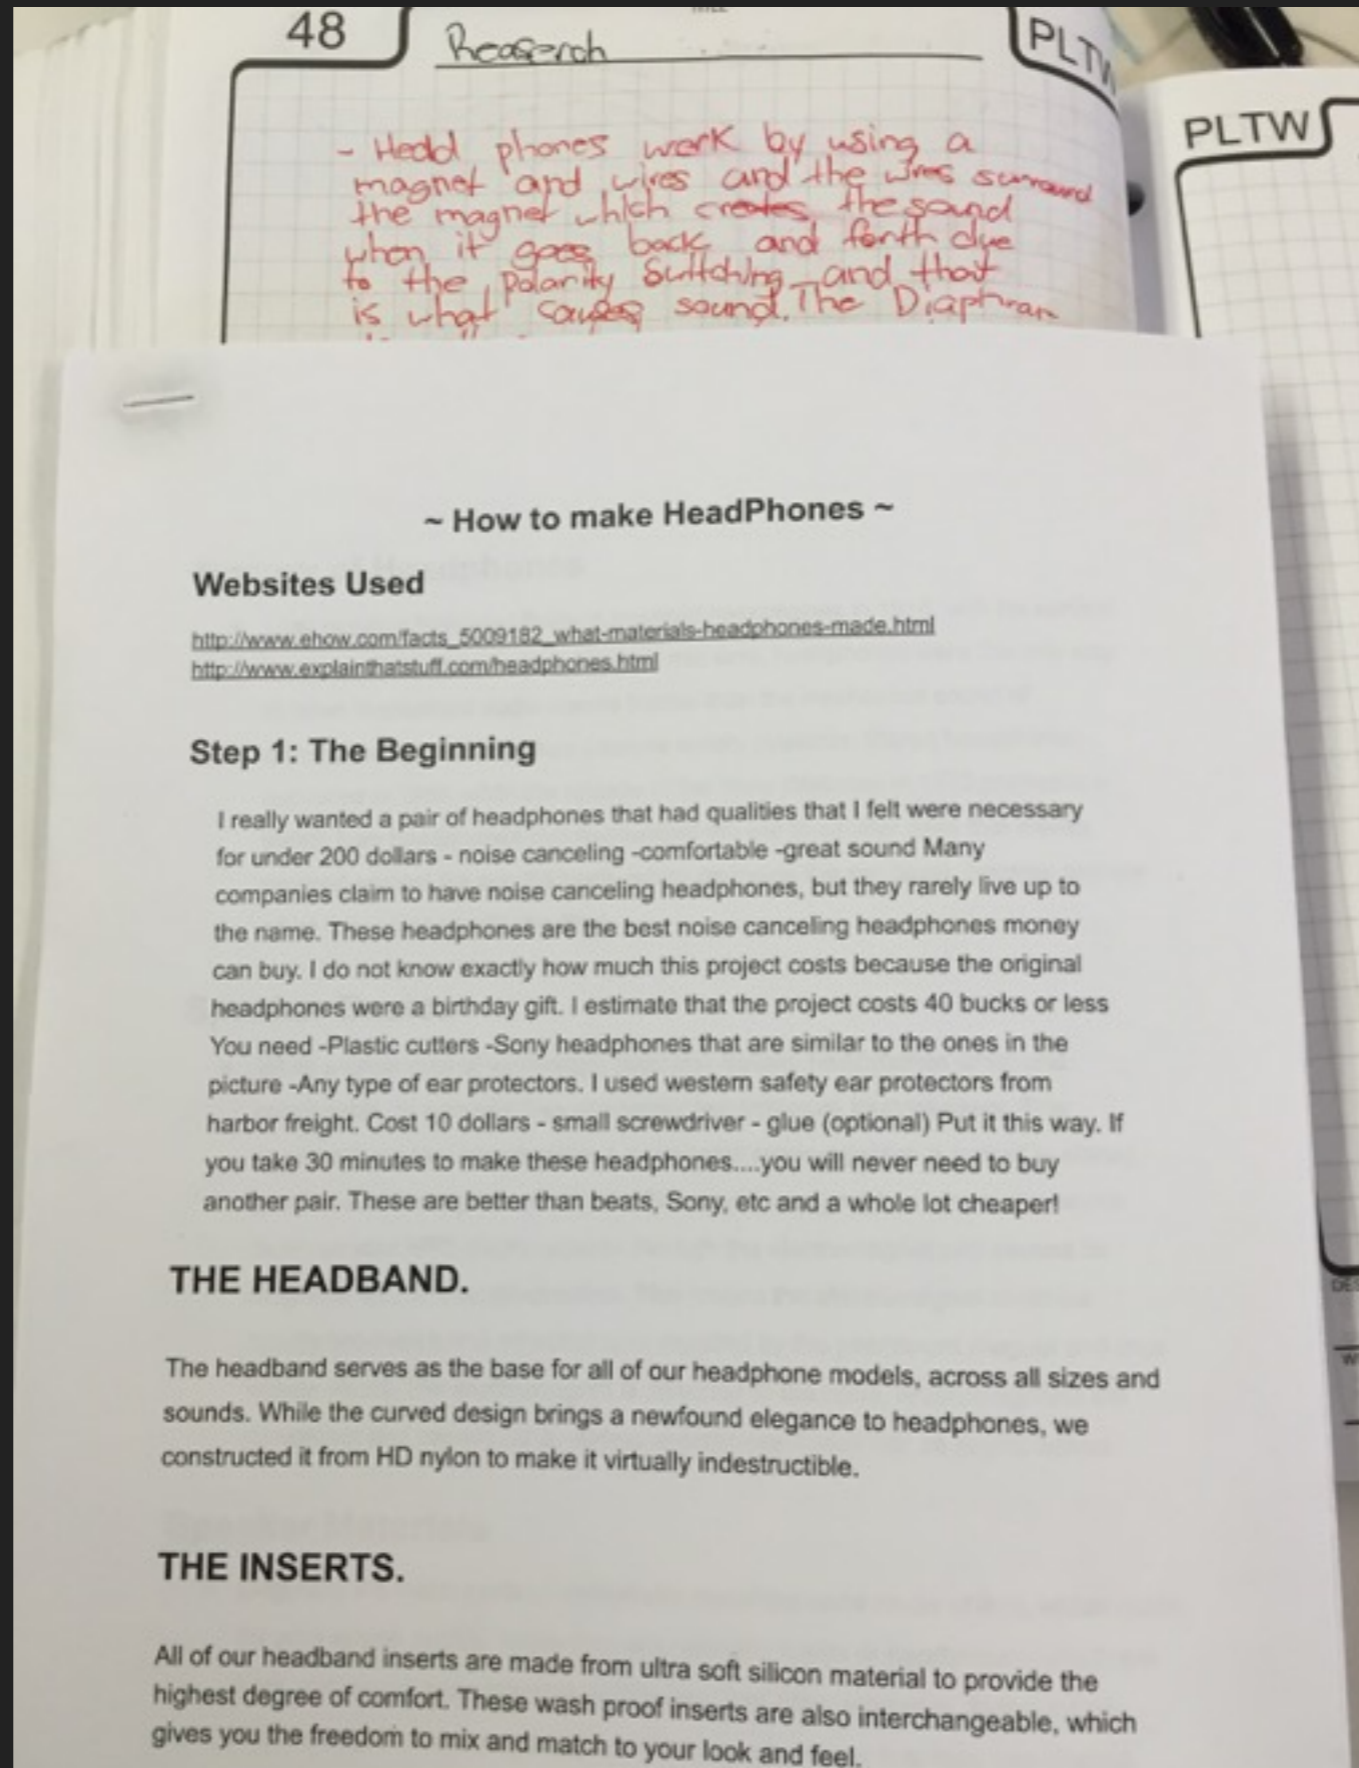 48
Reaserch
PLTW
PLTW
- Hedd phones work by using a
magnet and wires and the wires surround
the magnet which creates the sound
when it goes back and forth due
to the polarity switching and that
is what causes sound. The Diaphram
~ How to make HeadPhones ~
Websites Used
http://www.ehow.com/facts_5009182_what-materials-headphones-made.html
http://www.explainthatstuff.com/headphones.html
Step 1: The Beginning
I really wanted a pair of headphones that had qualities that I felt were necessary
for under 200 dollars - noise canceling -comfortable -great sound Many
companies claim to have noise canceling headphones, but they rarely live up to
the name. These headphones are the best noise canceling headphones money
can buy. I do not know exactly how much this project costs because the original
headphones were a birthday gift. I estimate that the project costs 40 bucks or less
You need -Plastic cutters -Sony headphones that are similar to the ones in the
picture -Any type of ear protectors. I used western safety ear protectors from
harbor freight. Cost 10 dollars - small screwdriver - glue (optional) Put it this way. If
you take 30 minutes to make these headphones....you will never need to buy
another pair. These are better than beats, Sony, etc and a whole lot cheaper!
THE HEADBAND.
The headband serves as the base for all of our headphone models, across all sizes and
sounds. While the curved design brings a newfound elegance to headphones, we
constructed it from HD nylon to make it virtually indestructible.
THE INSERTS.
All of our headband inserts are made from ultra soft silicon material to provide the
highest degree of comfort. These wash proof inserts are also interchangeable, which
gives you the freedom to mix and match to your look and feel.